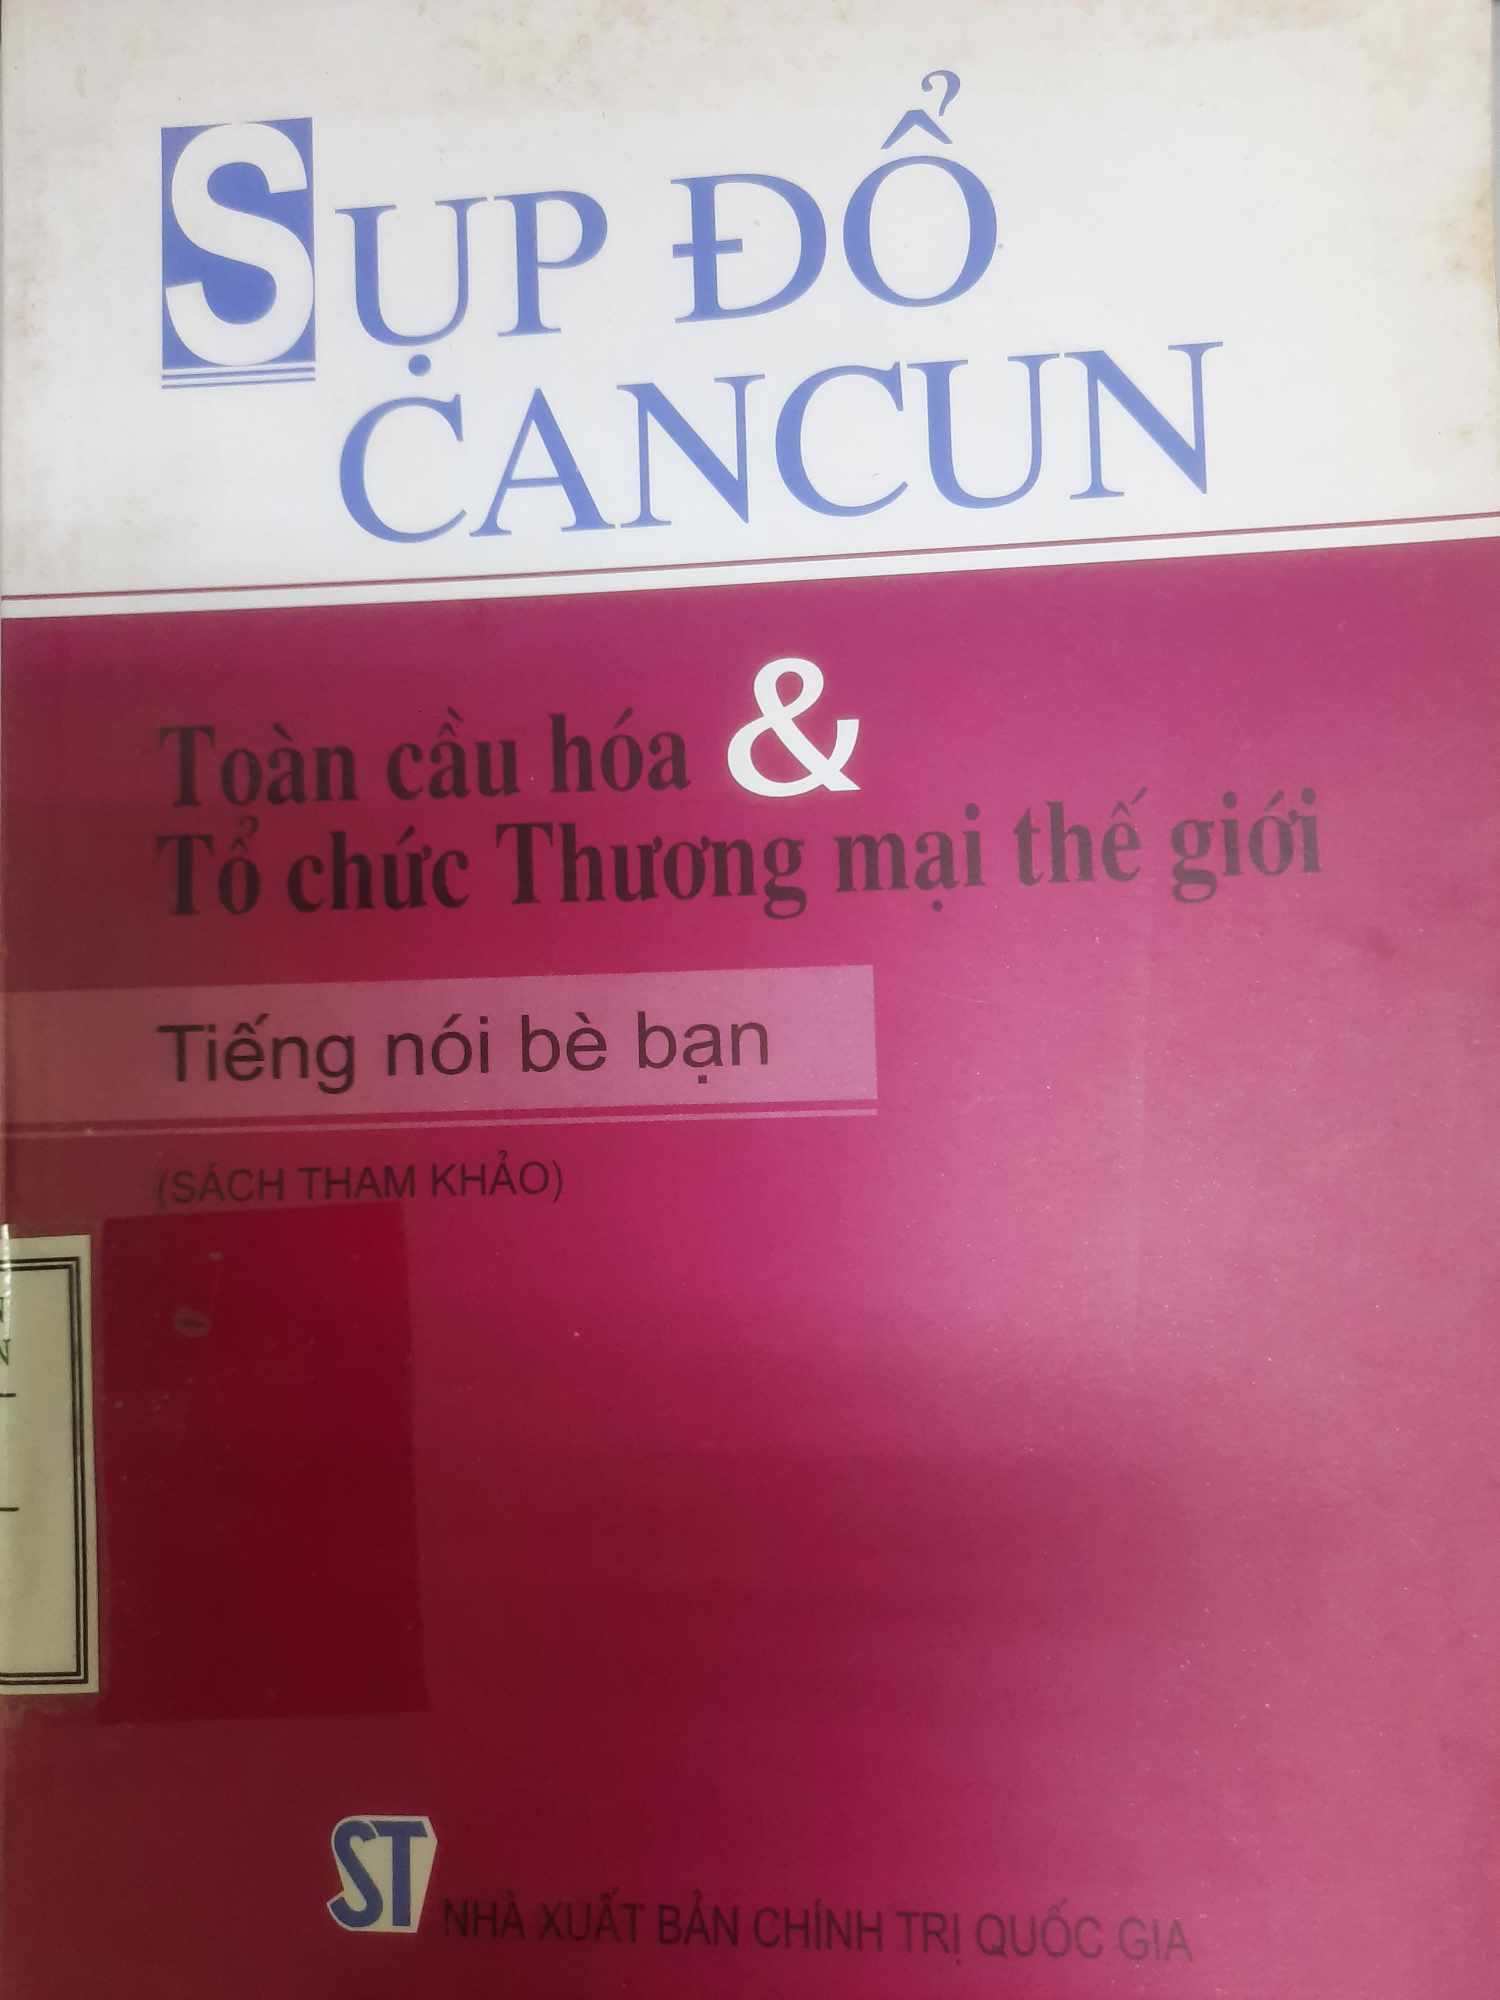 SỤP ĐỔ
CANCUN
Toàn cầu hóa &
Tổ chức Thương mại thế giới
Tiếng nói bè bạn
(SÁCH THAM KHẢO)
ST NHÀ XUẤT BẢN CHÍNH TRỊ QUỐC GIA